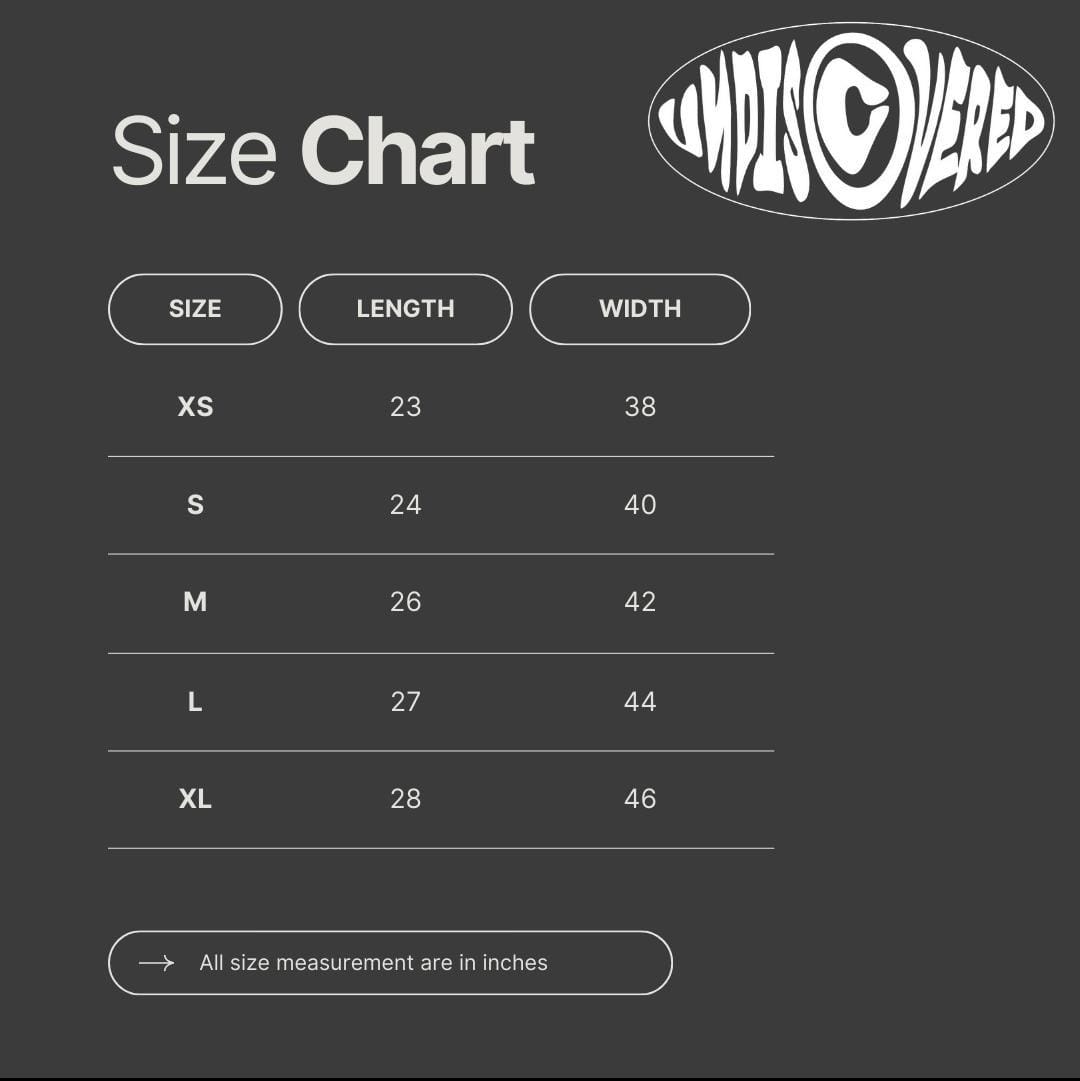 UNDISCOVERED
Size Chart
SIZE LENGTH WIDTH
XS 23 38
S 24 40
M 26 42
L 27 44
XL 28 46
All size measurement are in inches